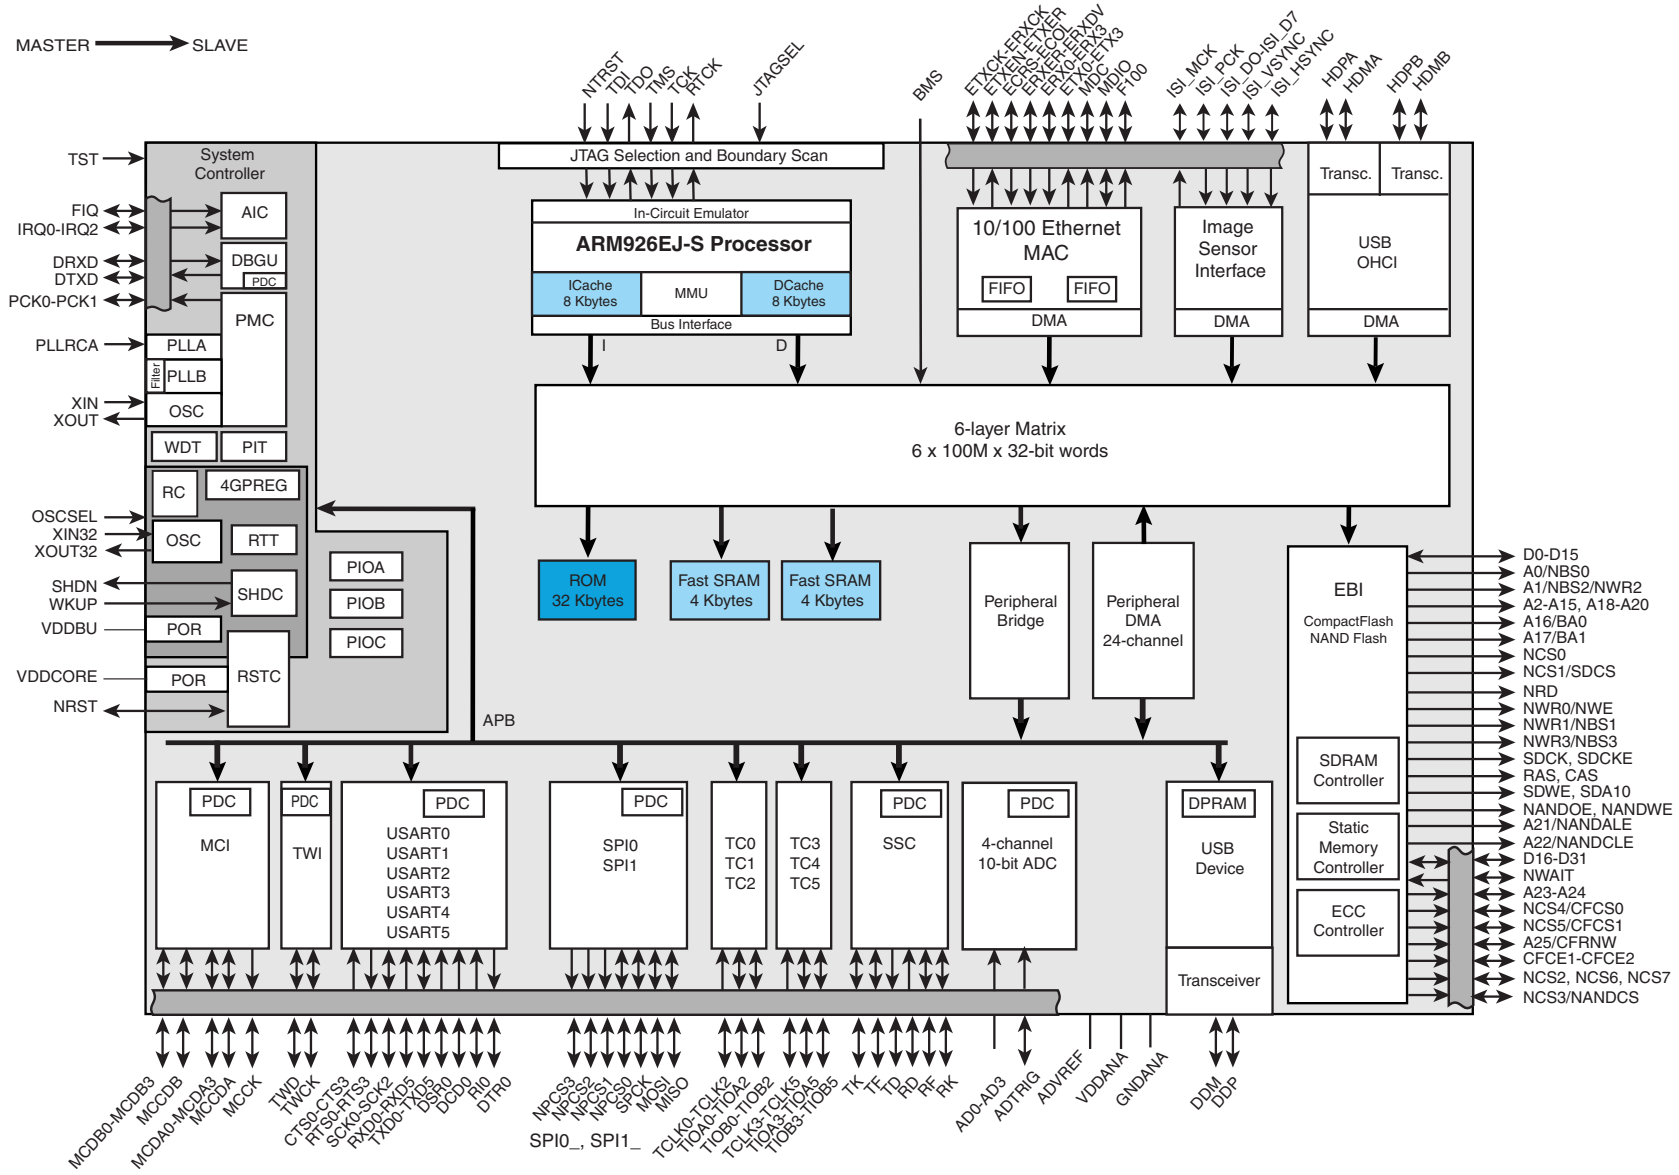 MASTER
SLAVE
NTRST
TDI
TDO
TMS
TCK
RTCK
JTAGSEL
BMS
ETXCK-ERXCK
ETXEN-ETXER
ECRS-ECOL
ERXER-ERXDV
ERX0-ERX3
ETX0-ETX3
MDC
MDIO
F100
ISI_MCK
ISI_PCK
ISI_DO-ISI_D7
ISI_VSYNC
ISI_HSYNC
HDPA
HDMA
HDPB
HDMB
TST
FIQ
IRQ0-IRQ2
DRXD
DTXD
PCK0-PCK1
PLLRCA
XIN
XOUT
OSCSEL
XIN32
XOUT32
SHDN
WKUP
VDDBU
VDDCORE
NRST
System
Controller
AIC
DBGU
PDC
PMC
PLLA
Filter
PLLB
OSC
WDT
PIT
RC
4GPREG
OSC
RTT
SHDC
POR
POR
RSTC
PIOA
PIOB
PIOC
JTAG Selection and Boundary Scan
In-Circuit Emulator
ARM926EJ-S Processor
ICache
8 Kbytes
MMU
DCache
8 Kbytes
Bus Interface
I
D
10/100 Ethernet
MAC
FIFO
FIFO
DMA
Image
Sensor
Interface
DMA
Transc.
Transc.
USB
OHCI
DMA
6-layer Matrix
6 x 100M x 32-bit words
ROM
32 Kbytes
Fast SRAM
4 Kbytes
Fast SRAM
4 Kbytes
Peripheral
Bridge
Peripheral
DMA
24-channel
EBI
CompactFlash
NAND Flash
SDRAM
Controller
Static
Memory
Controller
ECC
Controller
D0-D15
A0/NBS0
A1/NBS2/NWR2
A2-A15, A18-A20
A16/BA0
A17/BA1
NCS0
NCS1/SDCS
NRD
NWR0/NWE
NWR1/NBS1
NWR3/NBS3
SDCK, SDCKE
RAS, CAS
SDWE, SDA10
NANDOE, NANDWE
A21/NANDALE
A22/NANDCLE
D16-D31
NWAIT
A23-A24
NCS4/CFCS0
NCS5/CFCS1
A25/CFRNW
CFCE1-CFCE2
NCS2, NCS6, NCS7
NCS3/NANDCS
APB
PDC
MCI
PDC
TWI
PDC
USART0
USART1
USART2
USART3
USART4
USART5
PDC
SPI0
SPI1
TC0
TC1
TC2
TC3
TC4
TC5
PDC
SSC
PDC
4-channel
10-bit ADC
DPRAM
USB
Device
Transceiver
MCDB0-MCDB3
MCCDB
MCDA0-MCDA3
MCCDA
MCCK
TWD
TWCK
CTS0-CTS3
RTS0-RTS3
SCK0-SCK2
RXD0-RXD5
TXD0-TXD5
DSR0
DCD0
RI0
DTR0
NPCS3
NPCS2
NPCS1
NPCS0
SPCK
MOSI
MISO
SPI0_, SPI1_
TCLK0-TCLK2
TIOA0-TIOA2
TIOB0-TIOB2
TCLK3-TCLK5
TIOA3-TIOA5
TIOB3-TIOB5
TK
TF
TD
RD
RF
RK
AD0-AD3
ADTRIG
ADVREF
VDDANA
GNDANA
DDM
DDP